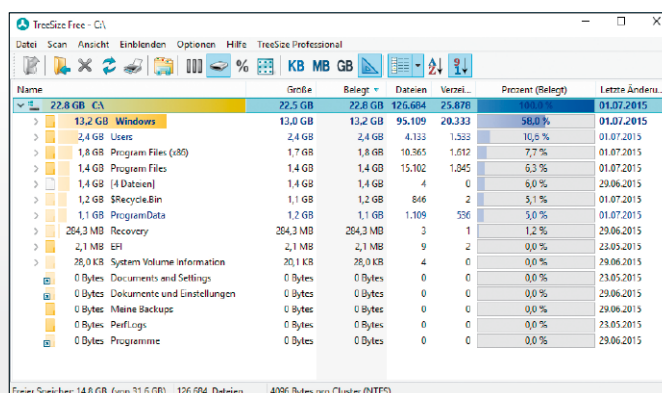 TreeSize Free - C:\
Datei Scan Ansicht Einblenden Optionen Hilfe TreeSize Professional
% KB MB GB
Name Größe Belegt Dateien Verzei... Prozent (Belegt) Letzte Änderu...
22.8 GB C:\ 22,5 GB 22,8 GB 126.684 25.878 100,0 % 01.07.2015
13,2 GB Windows 13,0 GB 13,2 GB 95.109 20.333 58,0 % 01.07.2015
2,4 GB Users 2,4 GB 2,4 GB 4.133 1.533 10,6 % 01.07.2015
1,8 GB Program Files (x86) 1,7 GB 1,8 GB 10.365 1.612 7,7 % 01.07.2015
1,4 GB Program Files 1,4 GB 1,4 GB 15.102 1.845 6,3 % 01.07.2015
1,4 GB [4 Dateien] 1,4 GB 1,4 GB 4 0 6,0 % 29.06.2015
1,2 GB $Recycle.Bin 1,1 GB 1,2 GB 846 2 5,1 % 01.07.2015
1,1 GB ProgramData 1,2 GB 1,1 GB 1.109 536 5,0 % 01.07.2015
284,3 MB Recovery 284,3 MB 284,3 MB 3 1 1,2 % 29.06.2015
2,1 MB EFI 2,1 MB 2,1 MB 9 2 0,0 % 23.05.2015
28,0 KB System Volume Information 20,1 KB 28,0 KB 4 0 0,0 % 29.06.2015
0 Bytes Documents and Settings 0 Bytes 0 Bytes 0 0 0,0 % 23.05.2015
0 Bytes Dokumente und Einstellungen 0 Bytes 0 Bytes 0 0 0,0 % 29.06.2015
0 Bytes Meine Backups 0 Bytes 0 Bytes 0 0 0,0 % 29.06.2015
0 Bytes PerfLogs 0 Bytes 0 Bytes 0 0 0,0 % 23.05.2015
0 Bytes Programme 0 Bytes 0 Bytes 0 0 0,0 % 29.06.2015
Freier Speicher: 14,8 GB (von 31,6 GB) 126.684 Dateien 4096 Bytes pro Cluster (NTFS)